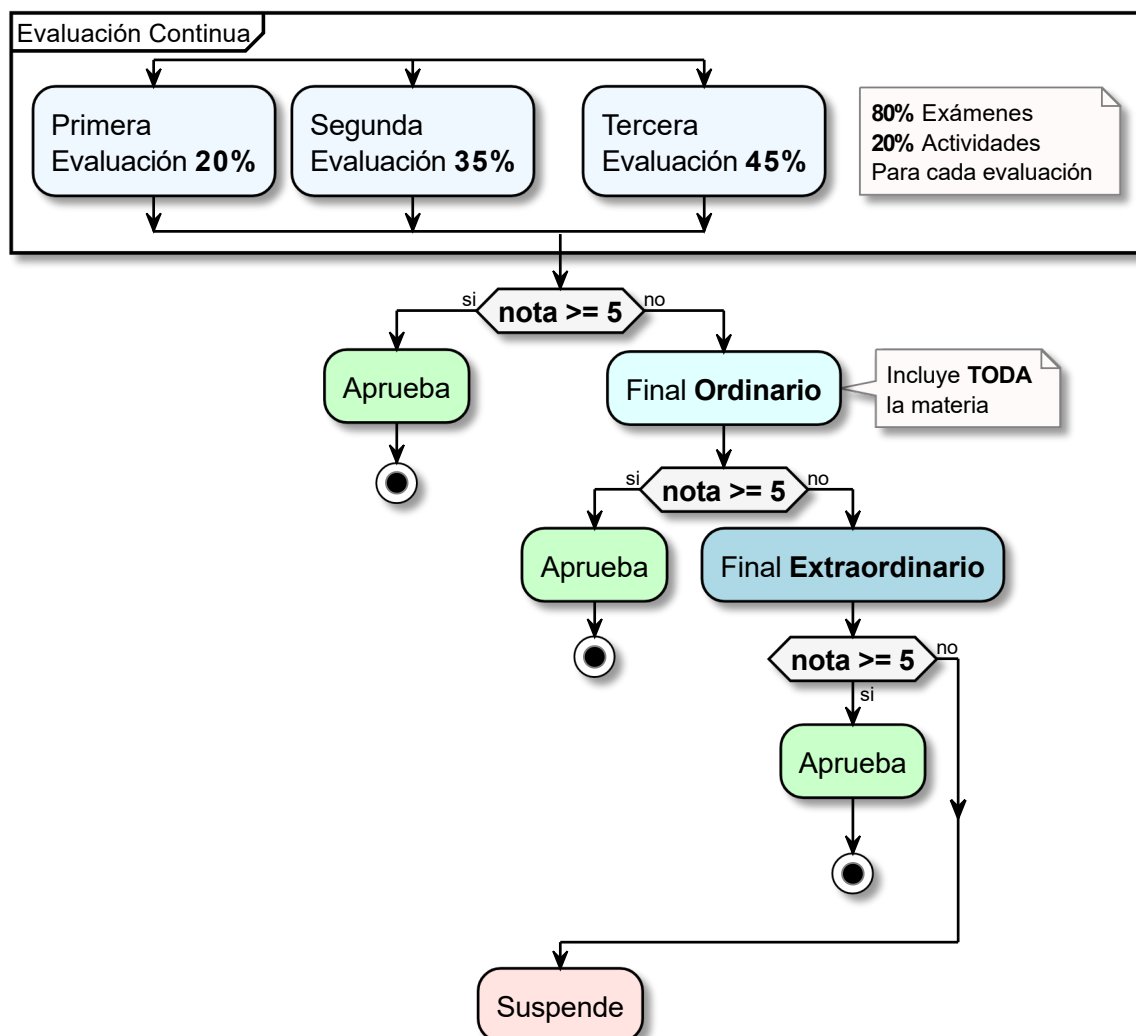 Evaluación Continua
Primera
Evaluación 20%
Segunda
Evaluación 35%
Tercera
Evaluación 45%
80% Exámenes
20% Actividades
Para cada evaluación
si
nota >= 5
no
Aprueba
Final Ordinario
Incluye TODA
la materia
si
nota >= 5
no
Aprueba
Final Extraordinario
nota >= 5
no
si
Aprueba
Suspende